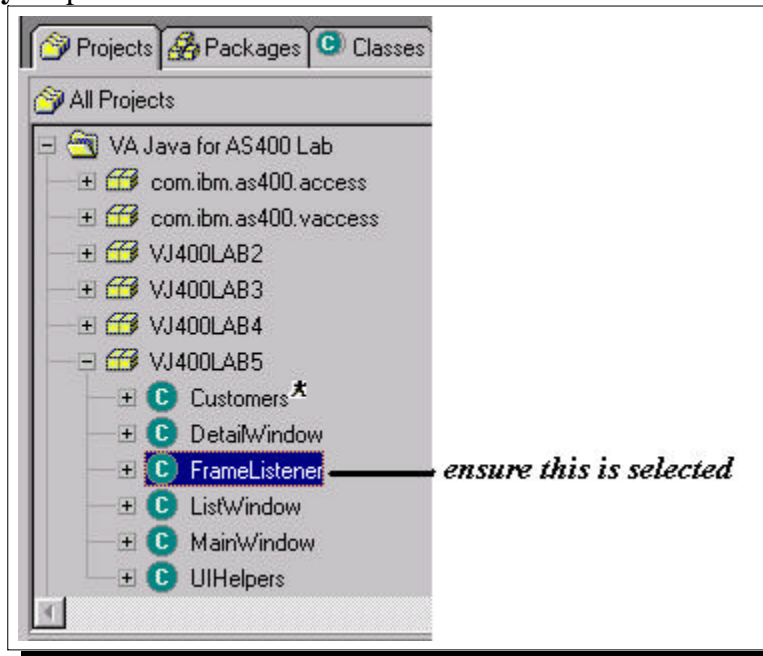 Projects Packages C Classes
All Projects
VA Java for AS400 Lab
com.ibm.as400.access
com.ibm.as400.vaccess
VJ400LAB2
VJ400LAB3
VJ400LAB4
VJ400LAB5
C Customers
C DetailWindow
C FrameListener ensure this is selected
C ListWindow
C MainWindow
C UIHelpers